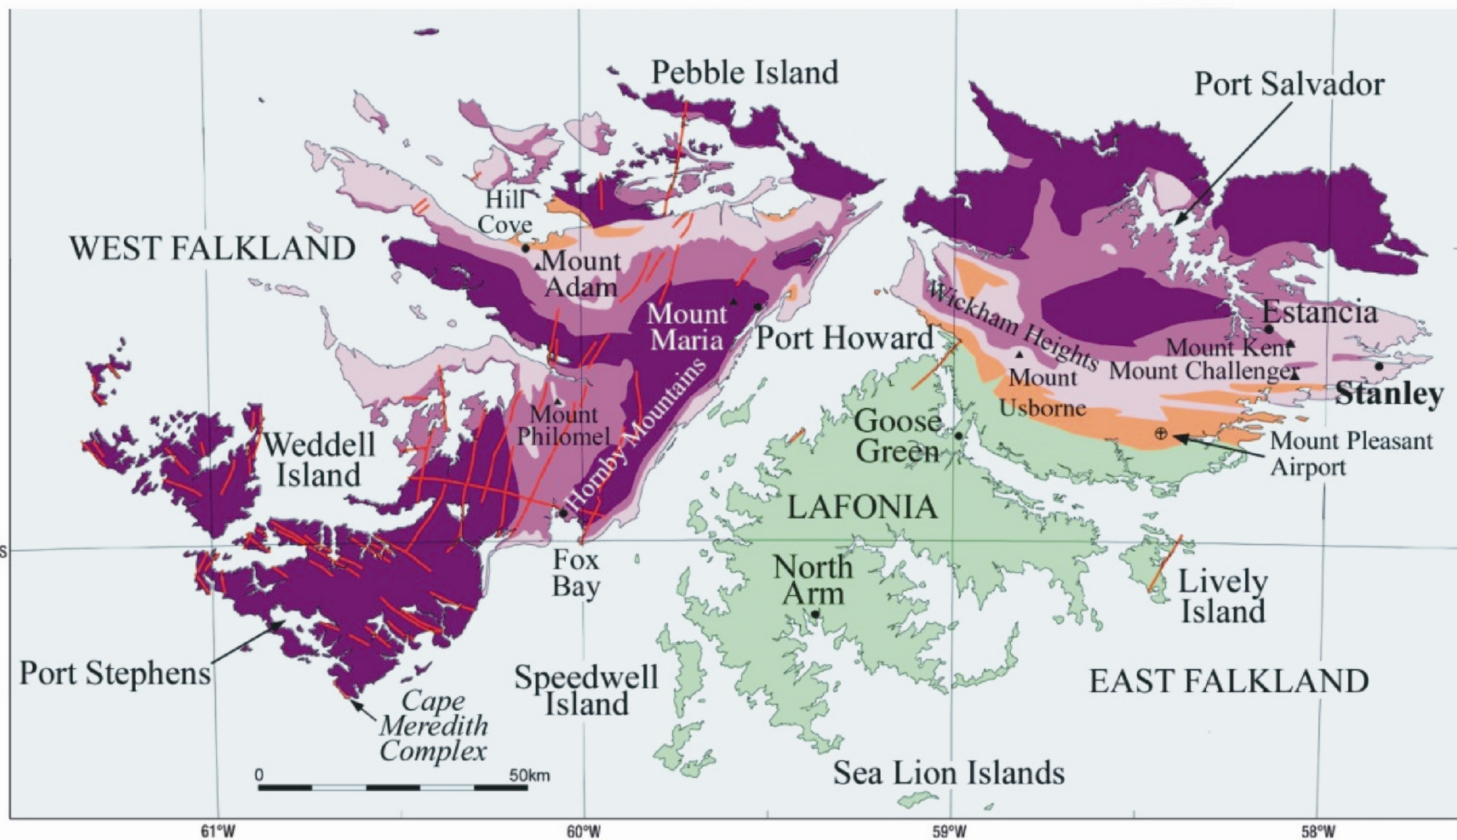 Pebble Island
Port Salvador
Hill
Cove
WEST FALKLAND
Mount
Adam
Mount
Maria
Port Howard
Wickham Heights
Estancia
Mount Kent
Mount Challenger
Stanley
Mount
Usborne
Mount
Philomel
Hornby Mountains
Goose
Green
Mount Pleasant
Airport
Weddell
Island
LAFONIA
S
Fox
Bay
North
Arm
Lively
Island
Port Stephens
Speedwell
Island
EAST FALKLAND
Cape
Meredith
Complex
Sea Lion Islands
0 50km
61°W 60°W 59°W 58°W